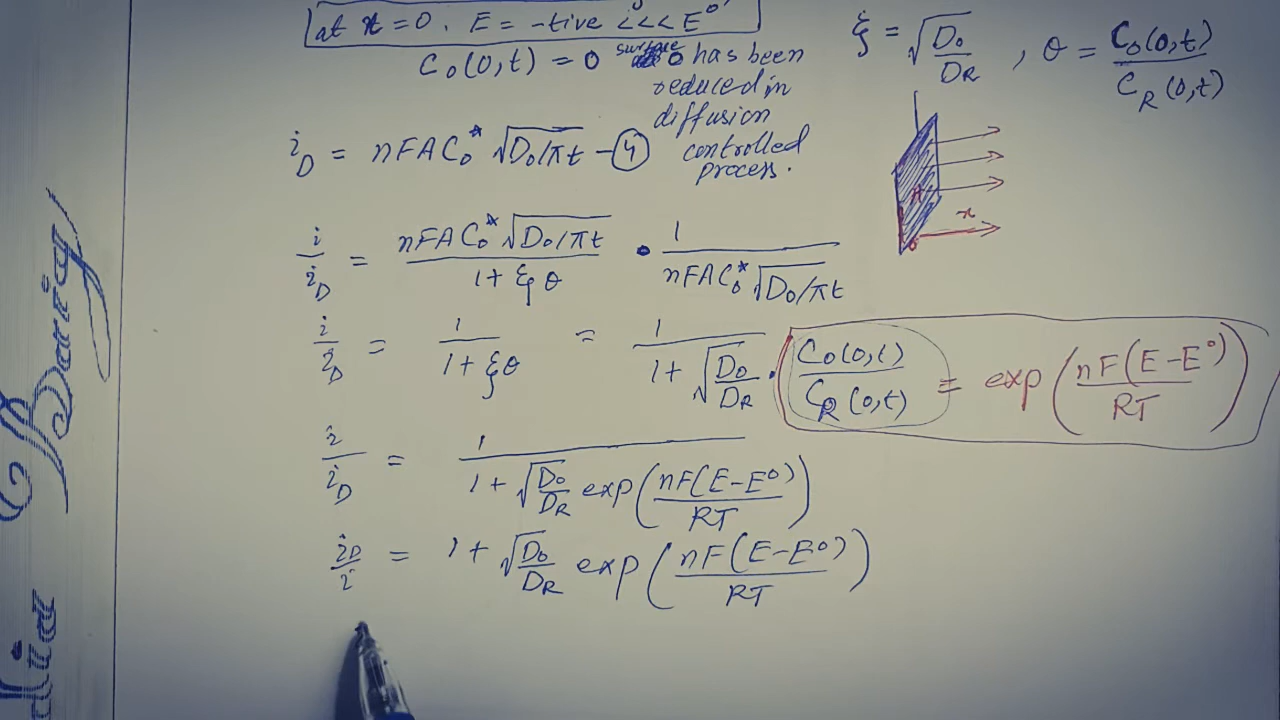 at x = 0, E = -tive <<< E°
C₀(0,t) = 0 surface O has been reduced in diffusion controlled process.
ξ = √(D₀/D_R), θ = C₀(0,t)/C_R(0,t)
i_D = nFAC₀* √D₀/πt - ④
x
i/i_D = nFAC₀* √D₀/πt / (1 + ξθ) • 1 / (nFAC₀* √D₀/πt)
i/i_D = 1/(1 + ξθ) = 1/(1 + √(D₀/D_R) • C₀(0,t)/C_R(0,t)) = exp(nF(E-E°)/RT)
i/i_D = 1/(1 + √(D₀/D_R) exp(nF(E-E°)/RT))
i_D/i = 1 + √(D₀/D_R) exp(nF(E-E°)/RT)